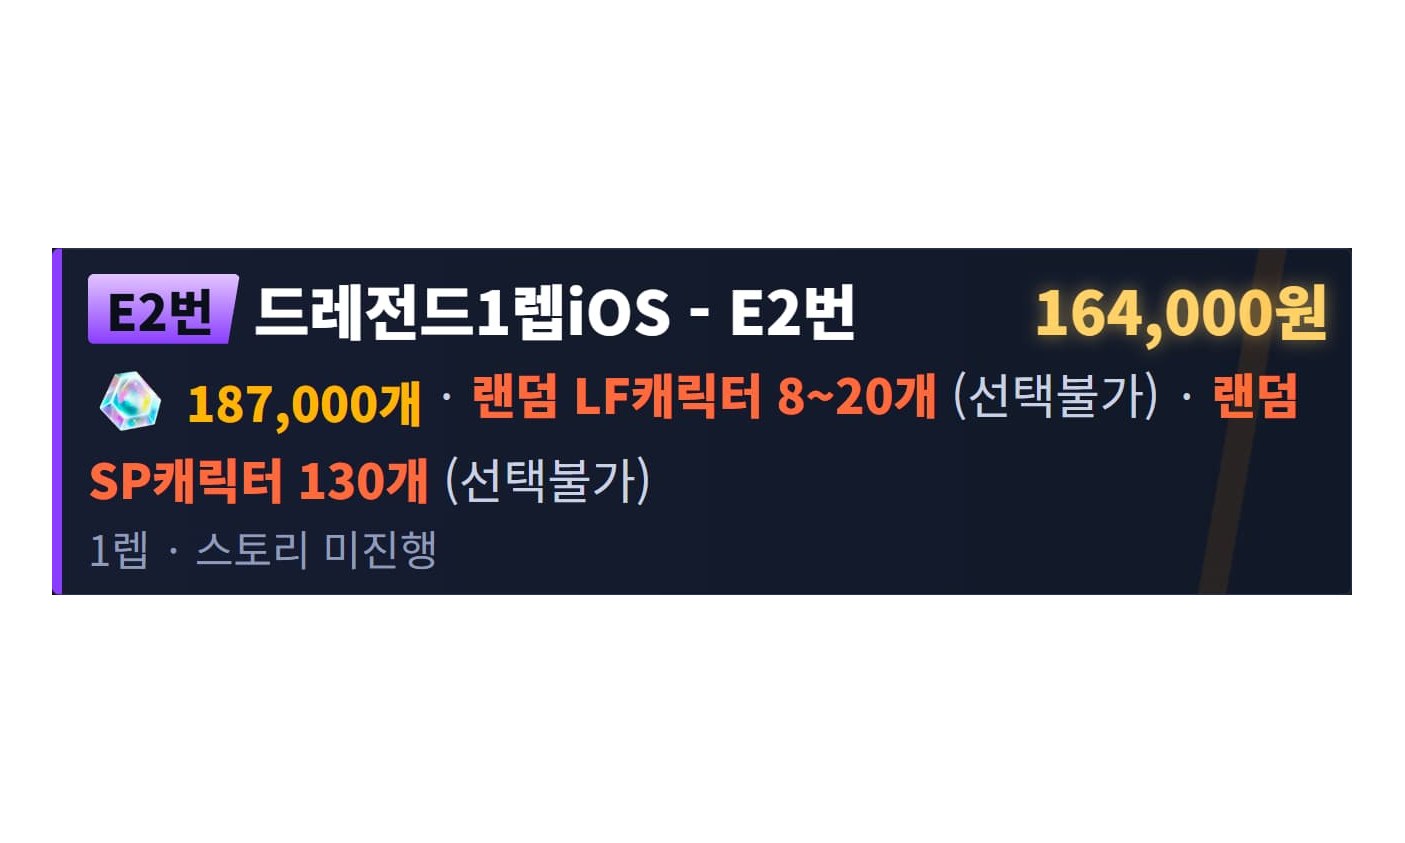 E2번 드레전드1렙iOS - E2번 164,000원
187,000개 · 랜덤 LF캐릭터 8~20개 (선택불가) · 랜덤
SP캐릭터 130개 (선택불가)
1렙 · 스토리 미진행